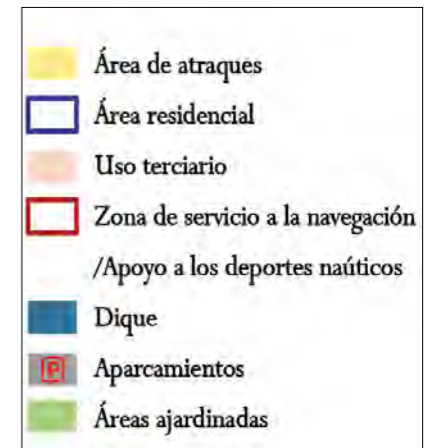 Área de atraques
Área residencial
Uso terciario
Zona de servicio a la navegación
/Apoyo a los deportes naúticos
Dique
P Aparcamientos
Áreas ajardinadas